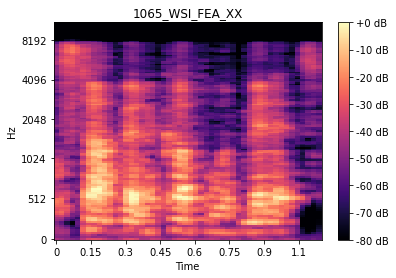 1065_WSI_FEA_XX
+0 dB
8192
-10 dB
4096
-20 dB
-30 dB
2048
-40 dB
Hz
1024
-50 dB
512
-60 dB
-70 dB
0
-80 dB
0 0.15 0.3 0.45 0.6 0.75 0.9 1.1
Time